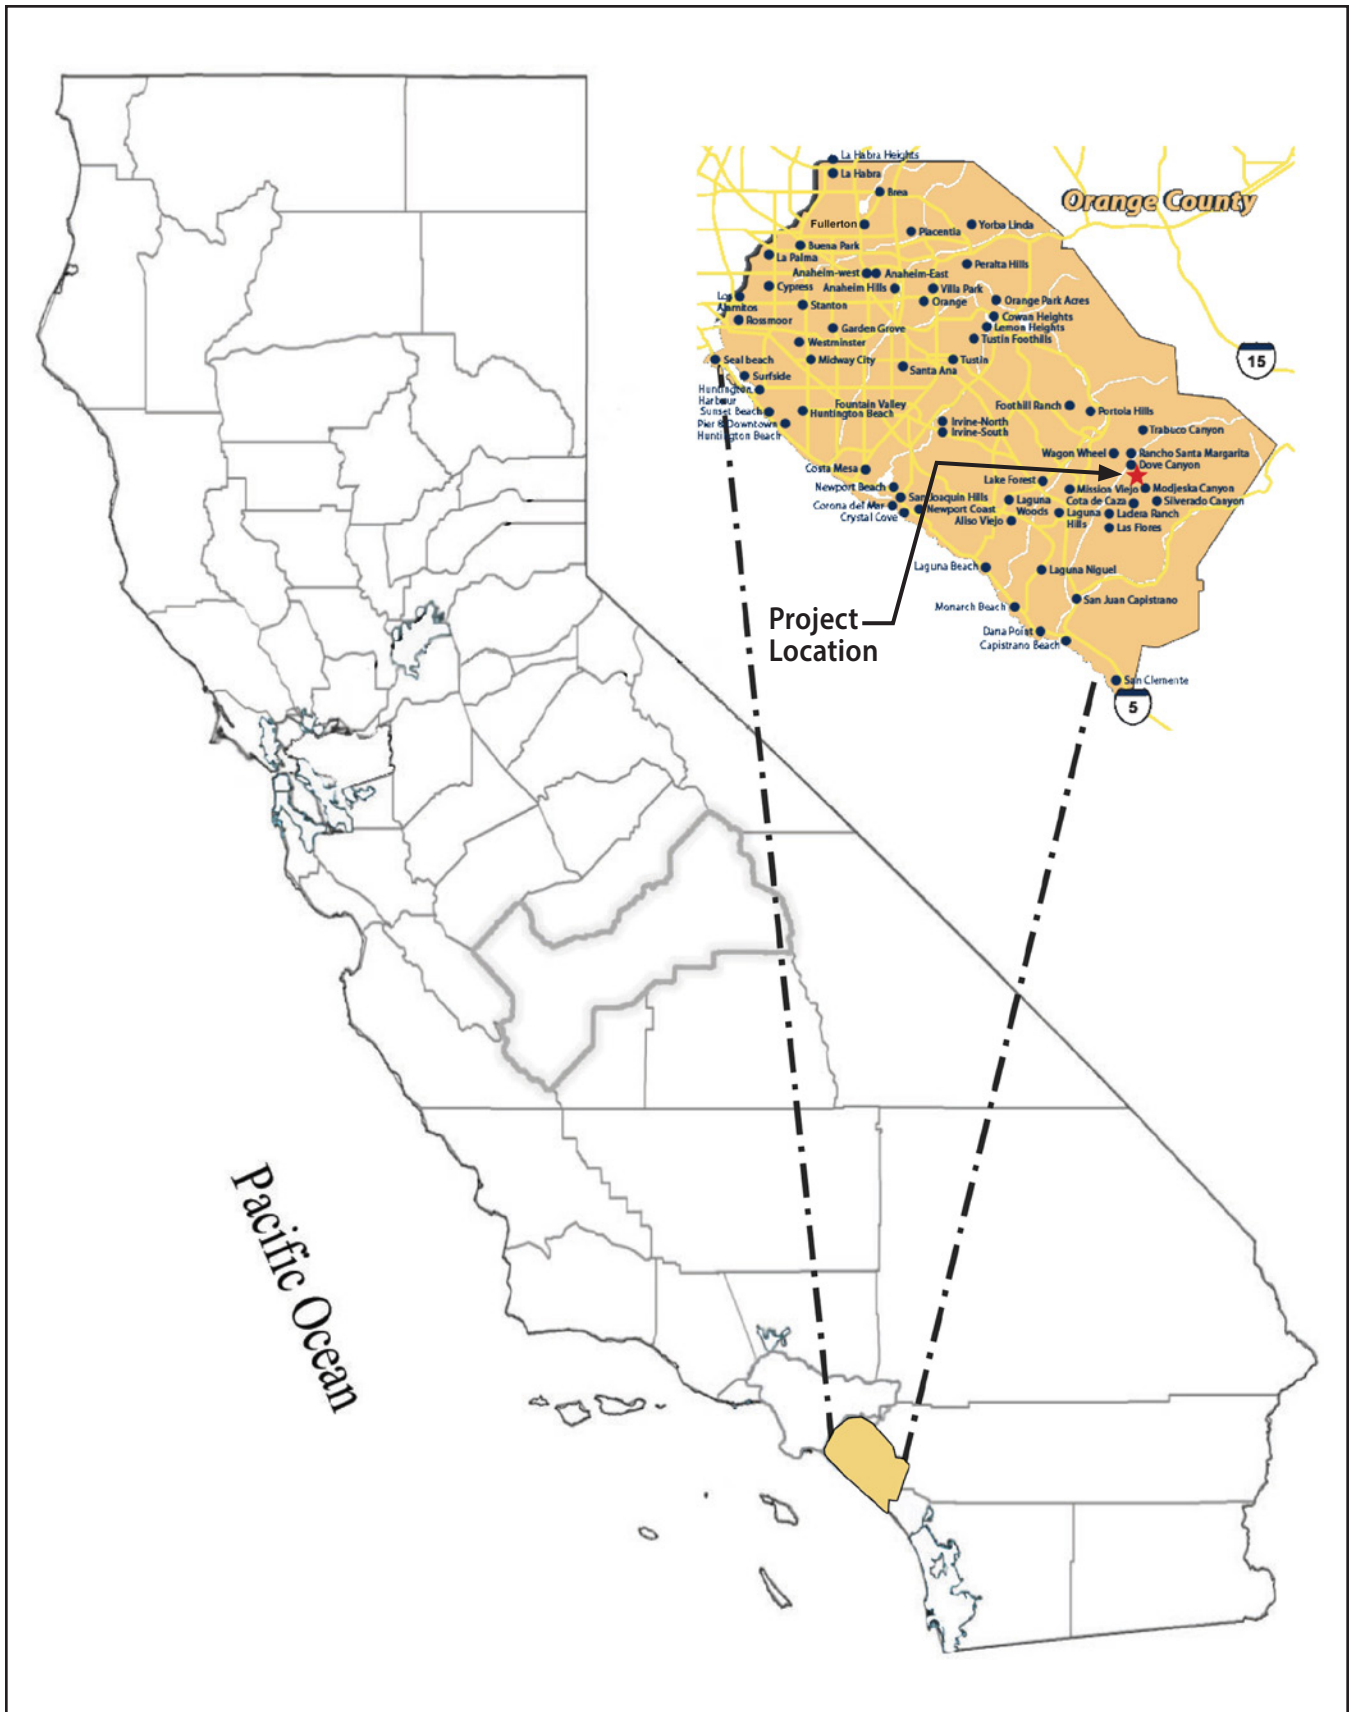 La Habra Heights
La Habra
Orange County
Brea
Fullerton
Yorba Linda
Placentia
Buena Park
La Palma
Peralta Hills
Anaheim-west
Anaheim-East
Cypress
Anaheim Hills
Villa Park
Los
Alamitos
Orange
Orange Park Acres
Stanton
Cowan Heights
Rossmoor
Lemon Heights
Garden Grove
Tustin Foothills
Westminster
15
Seal beach
Midway City
Tustin
Santa Ana
Surfside
Huntington
Harbour
Fountain Valley
Foothill Ranch
Sunset Beach
Huntington Beach
Portola Hills
Pier & Downtown
Huntington Beach
Irvine-North
Irvine-South
Trabuco Canyon
Wagon Wheel
Rancho Santa Margarita
Dove Canyon
Costa Mesa
Lake Forest
Newport Beach
Mission Viejo
Modjeska Canyon
San Joaquin Hills
Laguna
Woods
Cota de Caza
Silverado Canyon
Corona del Mar
Newport Coast
Laguna
Hills
Ladera Ranch
Crystal Cove
Aliso Viejo
Las Flores
Laguna Beach
Laguna Niguel
Monarch Beach
San Juan Capistrano
Project
Location
Dana Point
Capistrano Beach
San Clemente
5
Pacific Ocean